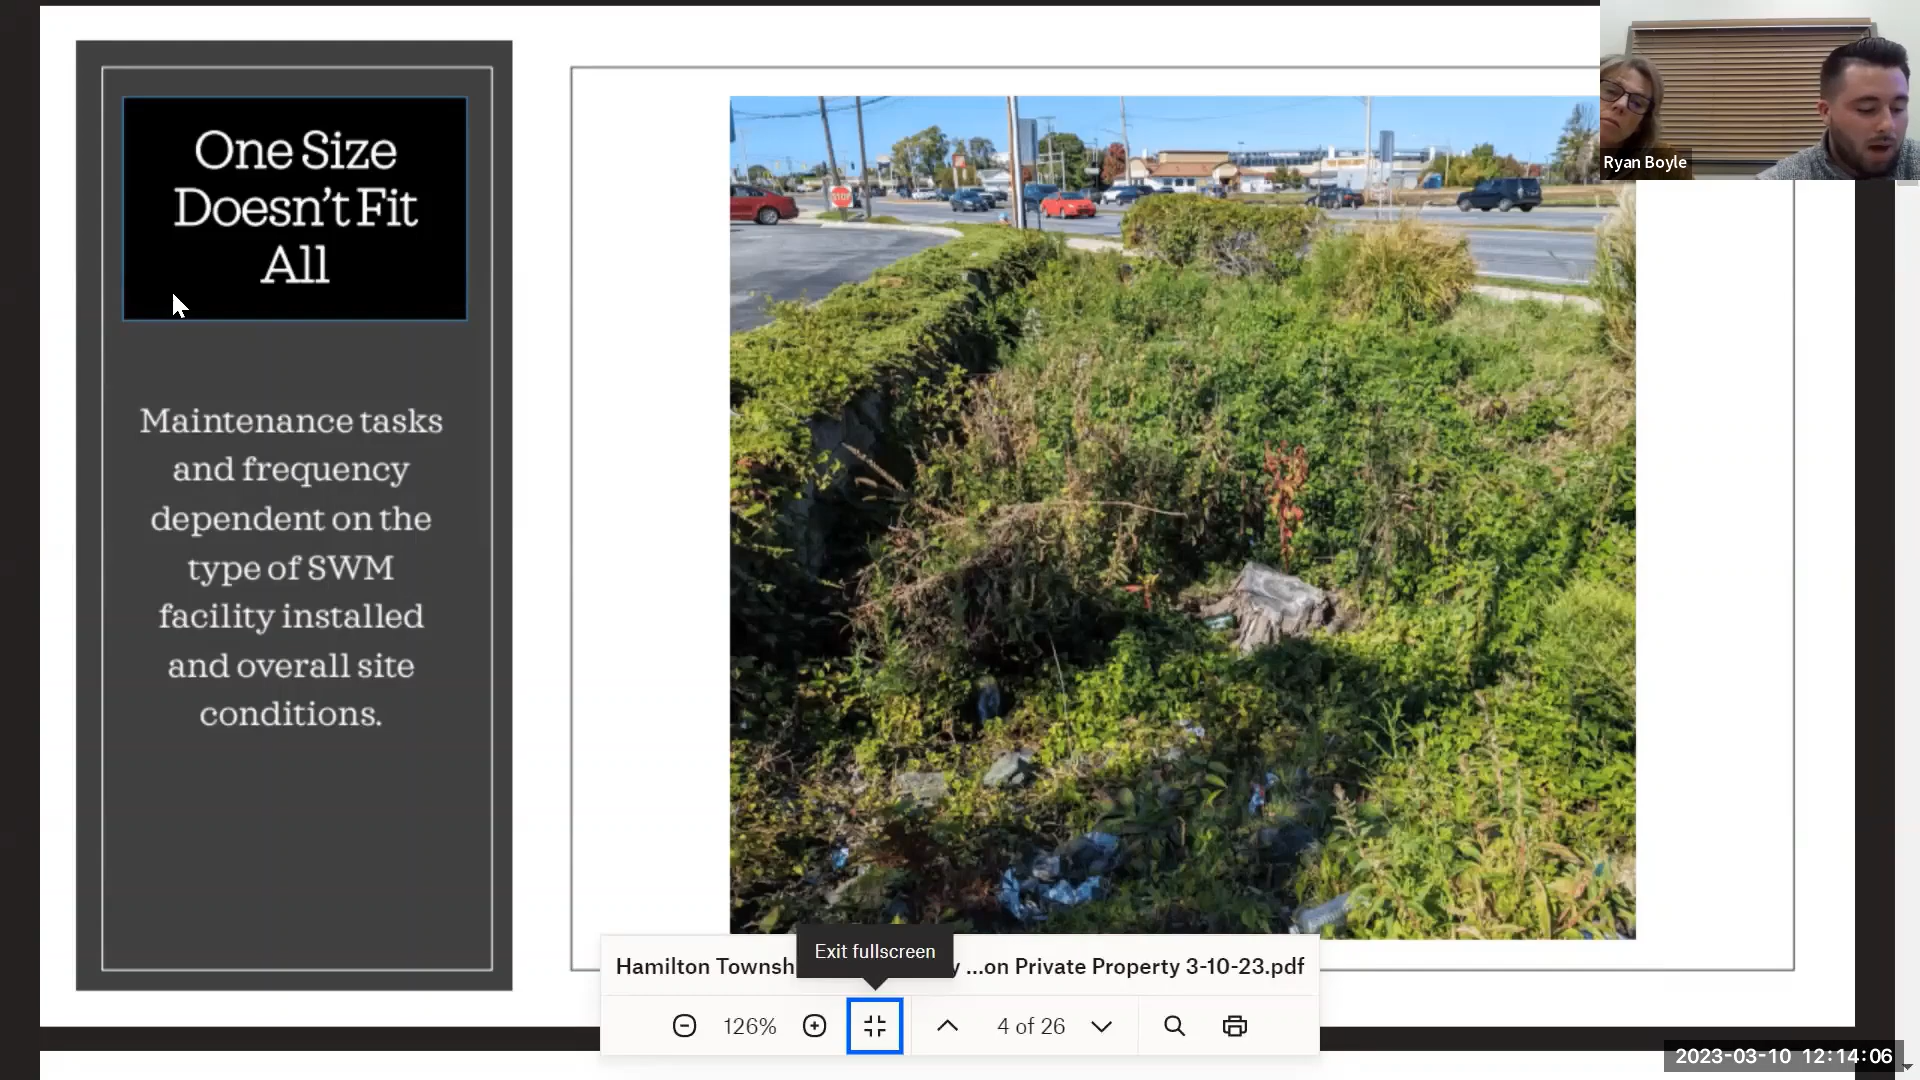 One Size
Doesn't Fit
All
Maintenance tasks
and frequency
dependent on the
type of SWM
facility installed
and overall site
conditions.
STOP
Ryan Boyle
Exit fullscreen
Hamilton Townsh
...on Private Property 3-10-23.pdf
126%
4 of 26
2023-03-10 12:14:06